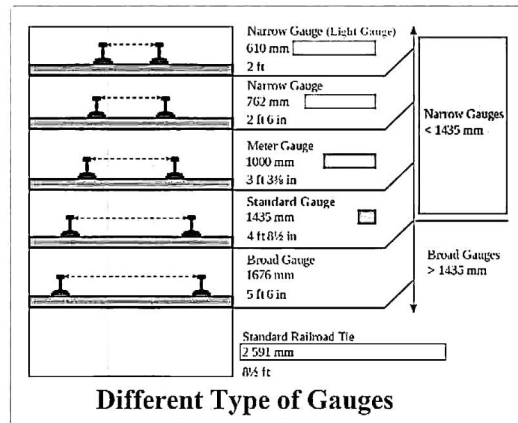 Narrow Gauge (Light Gauge)
610 mm
2 ft
Narrow Gauge
762 mm
2 ft 6 in
Meter Gauge
1000 mm
3 ft 3⅜ in
Standard Gauge
1435 mm
4 ft 8½ in
Broad Gauge
1676 mm
5 ft 6 in
Narrow Gauges
< 1435 mm
Broad Gauges
> 1435 mm
Standard Railroad Tie
2 591 mm
8½ ft
Different Type of Gauges